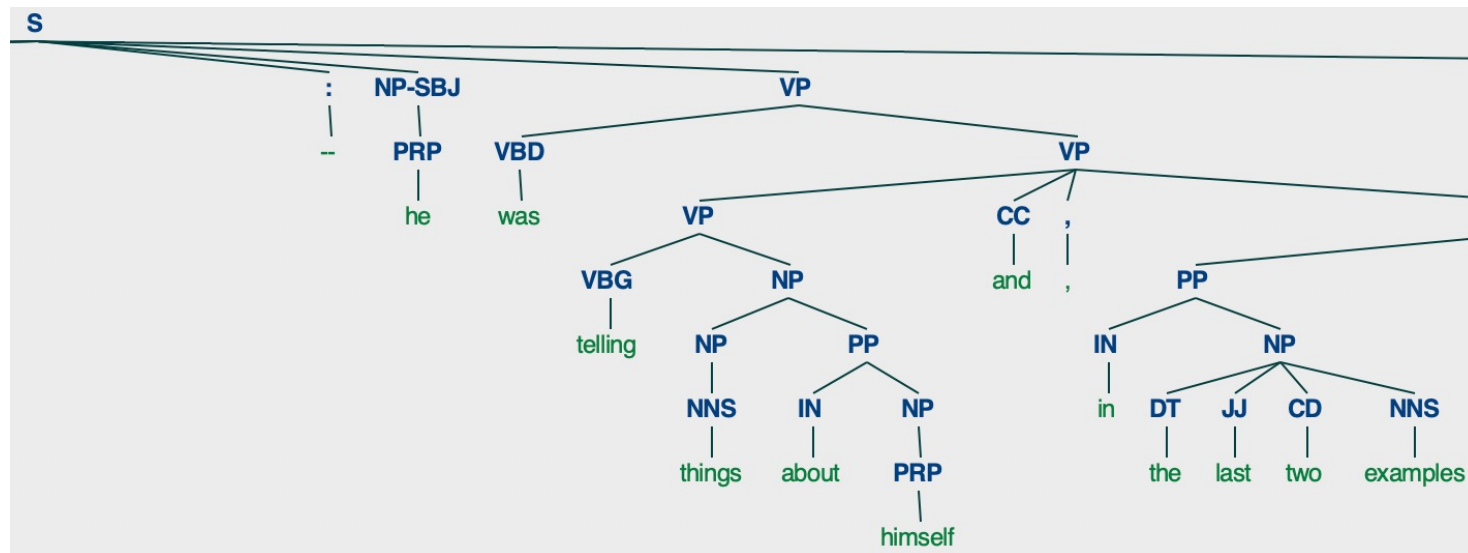 S
: NP-SBJ VP
-- PRP VBD VP
he was VP CC ,
VBG NP and , PP
telling NP PP IN NP
NNS IN NP in DT JJ CD NNS
things about PRP the last two examples
himself